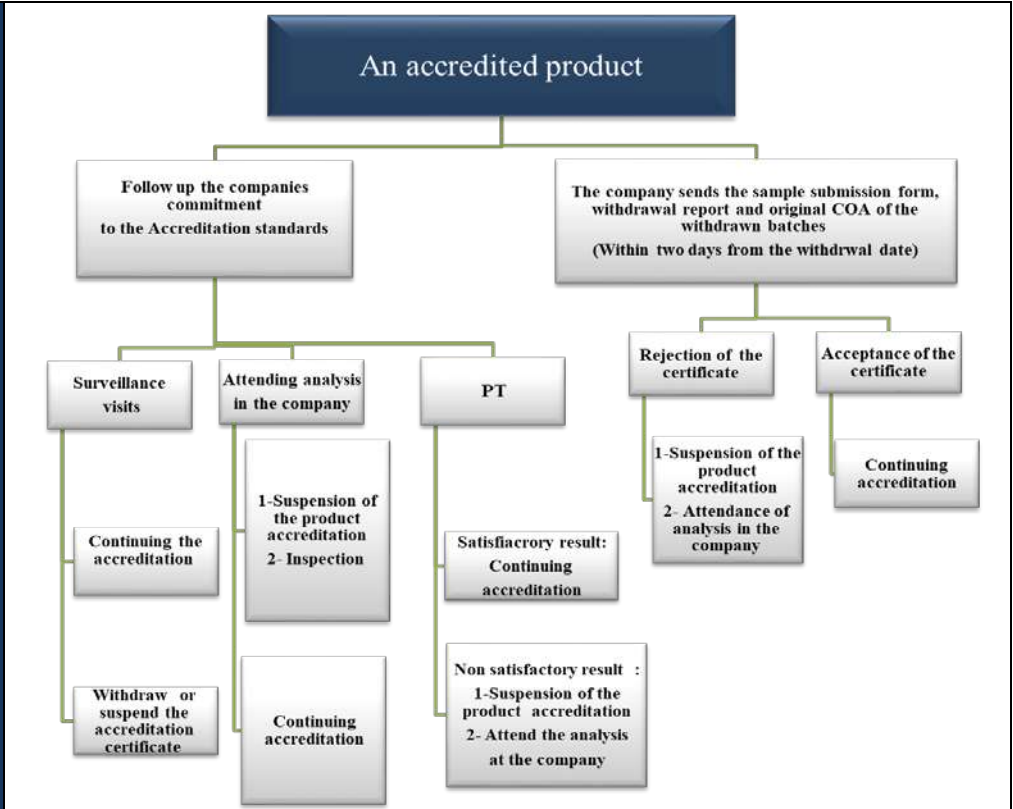 An accredited product
Follow up the companies
commitment
to the Accreditation standards
The company sends the sample submission form,
withdrawal report and original COA of the
withdrawn batches
(Within two days from the withdrwal date)
Surveillance
visits
Attending analysis
in the company
PT
Rejection of the
certificate
Acceptance of the
certificate
Continuing the
accreditation
Withdraw or
suspend the
accreditation
certificate
1-Suspension of
the product
accreditation
2- Inspection
Continuing
accreditation
Satisfiacrory result:
Continuing
accreditation
Non satisfactory result :
1-Suspension of the
product accreditation
2- Attend the analysis
at the company
1-Suspension of the
product
accreditation
2- Attendance of
analysis in the
company
Continuing
accreditation